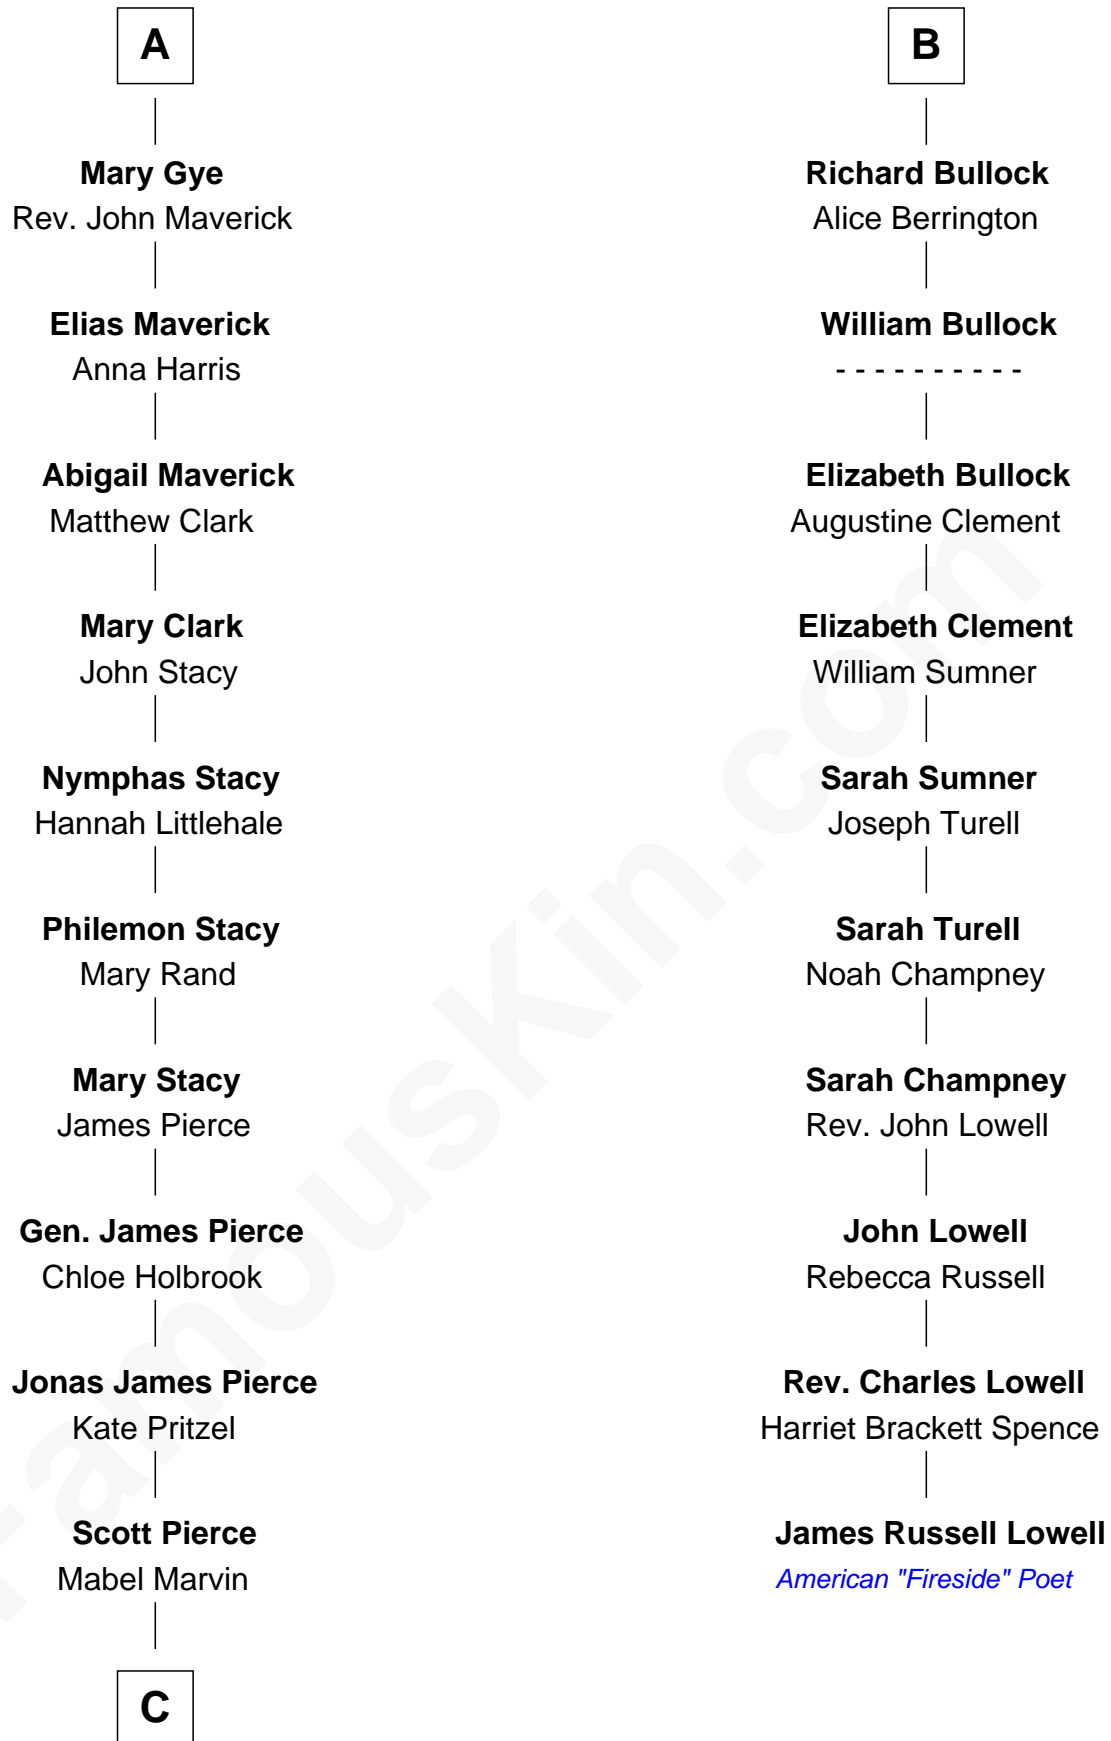 A
Mary Gye
Rev. John Maverick
Elias Maverick
Anna Harris
Abigail Maverick
Matthew Clark
Mary Clark
John Stacy
Nymphas Stacy
Hannah Littlehale
Philemon Stacy
Mary Rand
Mary Stacy
James Pierce
Gen. James Pierce
Chloe Holbrook
Jonas James Pierce
Kate Pritzel
Scott Pierce
Mabel Marvin
C
B
Richard Bullock
Alice Berrington
William Bullock
- - - - - - - - - -
Elizabeth Bullock
Augustine Clement
Elizabeth Clement
William Sumner
Sarah Sumner
Joseph Turell
Sarah Turell
Noah Champney
Sarah Champney
Rev. John Lowell
John Lowell
Rebecca Russell
Rev. Charles Lowell
Harriet Brackett Spence
James Russell Lowell
American "Fireside" Poet
FamousKin.com